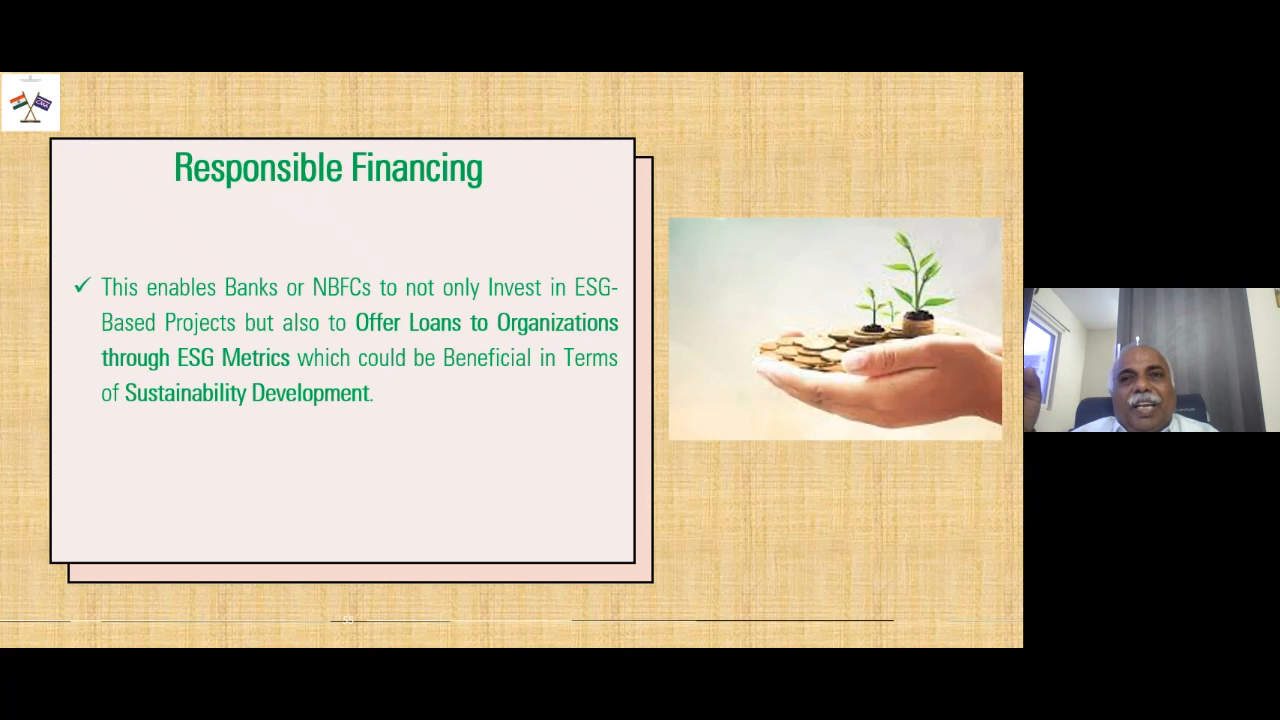 Responsible Financing
✓ This enables Banks or NBFCs to not only Invest in ESG-
Based Projects but also to Offer Loans to Organizations
through ESG Metrics which could be Beneficial in Terms
of Sustainability Development.